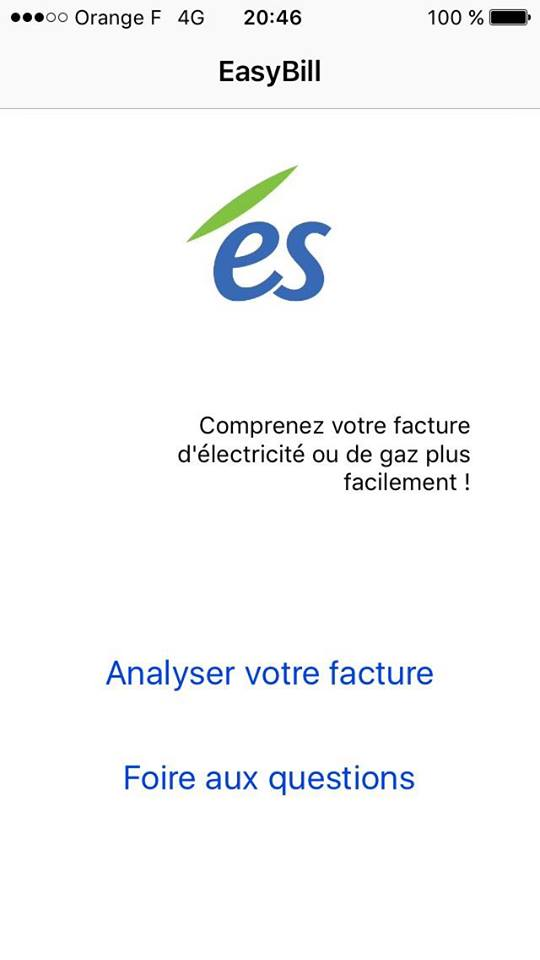 Orange F 4G 20:46 100 %
EasyBill
és
Comprenez votre facture
d'électricité ou de gaz plus
facilement !
Analyser votre facture
Foire aux questions